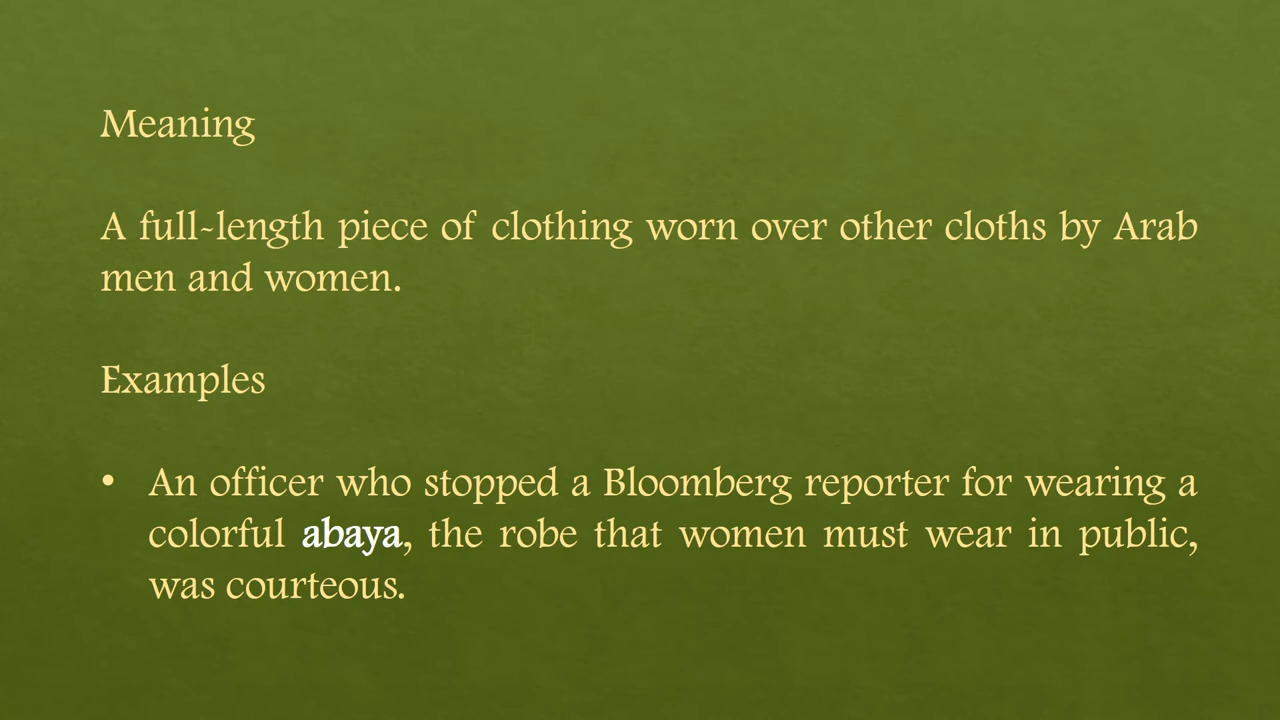 Meaning
A full-length piece of clothing worn over other cloths by Arab
men and women.
Examples
• An officer who stopped a Bloomberg reporter for wearing a
colorful abaya, the robe that women must wear in public,
was courteous.